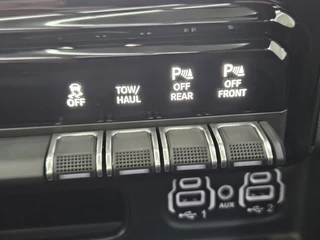 OFF
TOW/
HAUL
P
OFF
REAR
P
OFF
FRONT
1
AUX
2